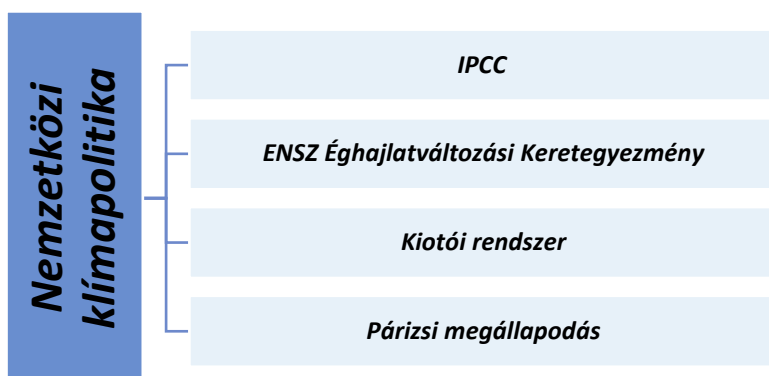 Nemzetközi
klímapolitika
IPCC
ENSZ Éghajlatváltozási Keretegyezmény
Kiotói rendszer
Párizsi megállapodás